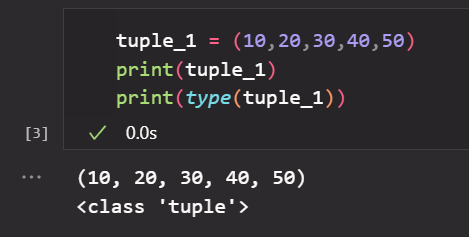 tuple_1 = (10,20,30,40,50)
print(tuple_1)
print(type(tuple_1))
[3] 0.0s
... (10, 20, 30, 40, 50)
<class 'tuple'>